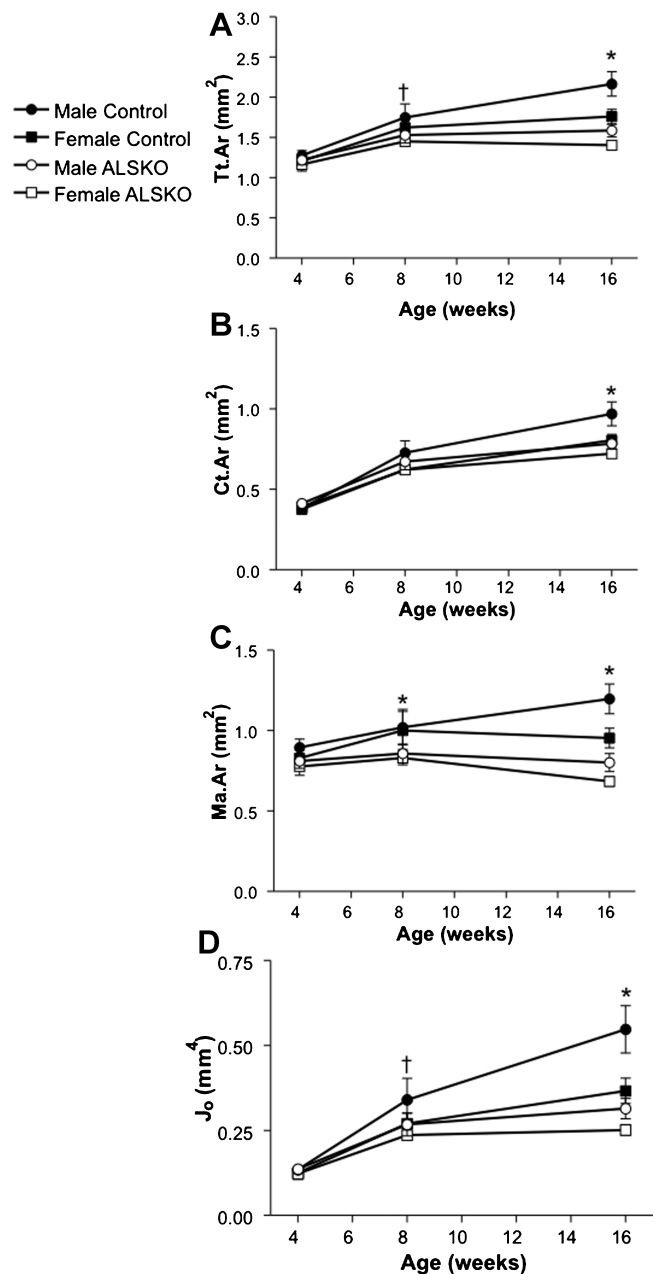 A
Male Control
Female Control
Male ALSKO
Female ALSKO
Tt.Ar (mm²)
3.0
2.5
2.0
1.5
1.0
0.5
0.0
†
*
4 6 8 10 12 14 16
Age (weeks)
B
Ct.Ar (mm²)
1.5
1.0
0.5
0.0
*
4 6 8 10 12 14 16
Age (weeks)
C
Ma.Ar (mm²)
1.5
1.0
0.5
0.0
*
*
4 6 8 10 12 14 16
Age (weeks)
D
Jₒ (mm⁴)
0.75
0.50
0.25
0.00
†
*
4 6 8 10 12 14 16
Age (weeks)